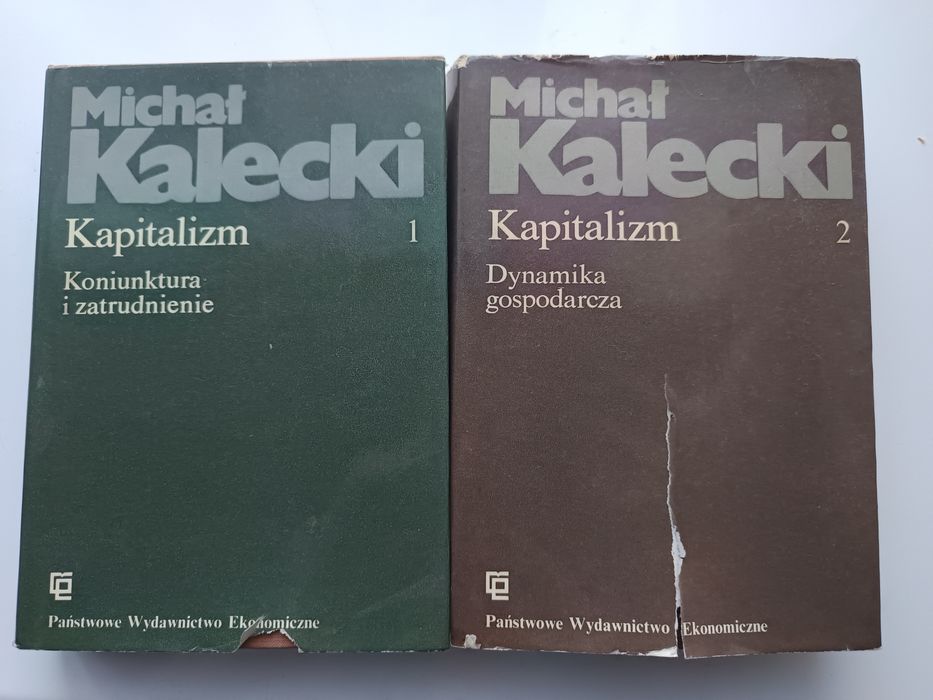 Michał
Kalecki
Kapitalizm 1
Koniunktura
i zatrudnienie
Państwowe Wydawnictwo Ekonomiczne
Michał
Kalecki
Kapitalizm 2
Dynamika
gospodarcza
Państwowe Wydawnictwo Ekonomiczne